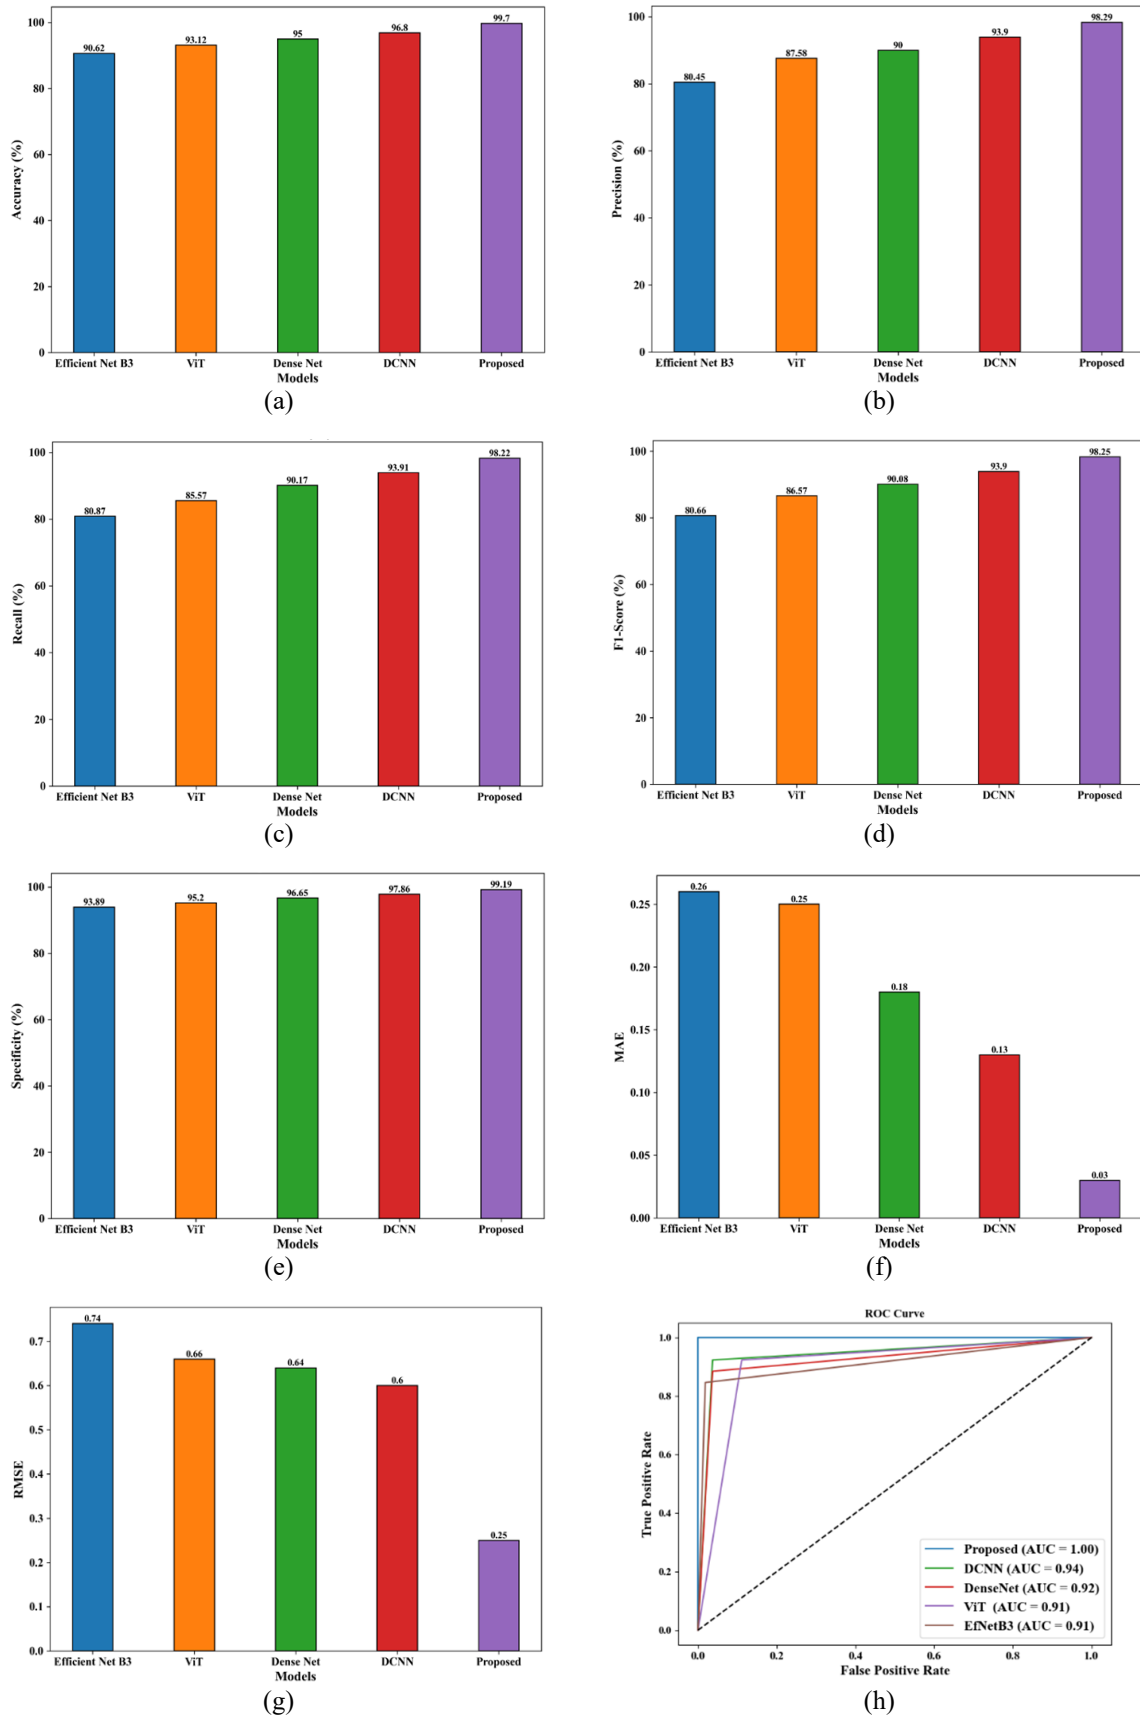 100
80
60
40
20
0
Accuracy (%)
90.62
93.12
95
96.8
99.7
Efficient Net B3 ViT Dense Net DCNN Proposed
Models
(a)
100
80
60
40
20
0
Precision (%)
80.45
87.58
90
93.9
98.29
Efficient Net B3 ViT Dense Net DCNN Proposed
Models
(b)
100
80
60
40
20
0
Recall (%)
80.87
85.57
90.17
93.91
98.22
Efficient Net B3 ViT Dense Net DCNN Proposed
Models
(c)
100
80
60
40
20
0
F1-Score (%)
80.66
86.57
90.08
93.9
98.25
Efficient Net B3 ViT Dense Net DCNN Proposed
Models
(d)
100
80
60
40
20
0
Specificity (%)
93.89
95.2
96.65
97.86
99.19
Efficient Net B3 ViT Dense Net DCNN Proposed
Models
(e)
0.25
0.20
0.15
0.10
0.05
0.00
MAE
0.26
0.25
0.18
0.13
0.03
Efficient Net B3 ViT Dense Net DCNN Proposed
Models
(f)
0.7
0.6
0.5
0.4
0.3
0.2
0.1
0.0
RMSE
0.74
0.66
0.64
0.6
0.25
Efficient Net B3 ViT Dense Net DCNN Proposed
Models
(g)
ROC Curve
1.0
0.8
0.6
0.4
0.2
0.0
True Positive Rate
Proposed (AUC = 1.00)
DCNN (AUC = 0.94)
DenseNet (AUC = 0.92)
ViT (AUC = 0.91)
EfNetB3 (AUC = 0.91)
0.0 0.2 0.4 0.6 0.8 1.0
False Positive Rate
(h)